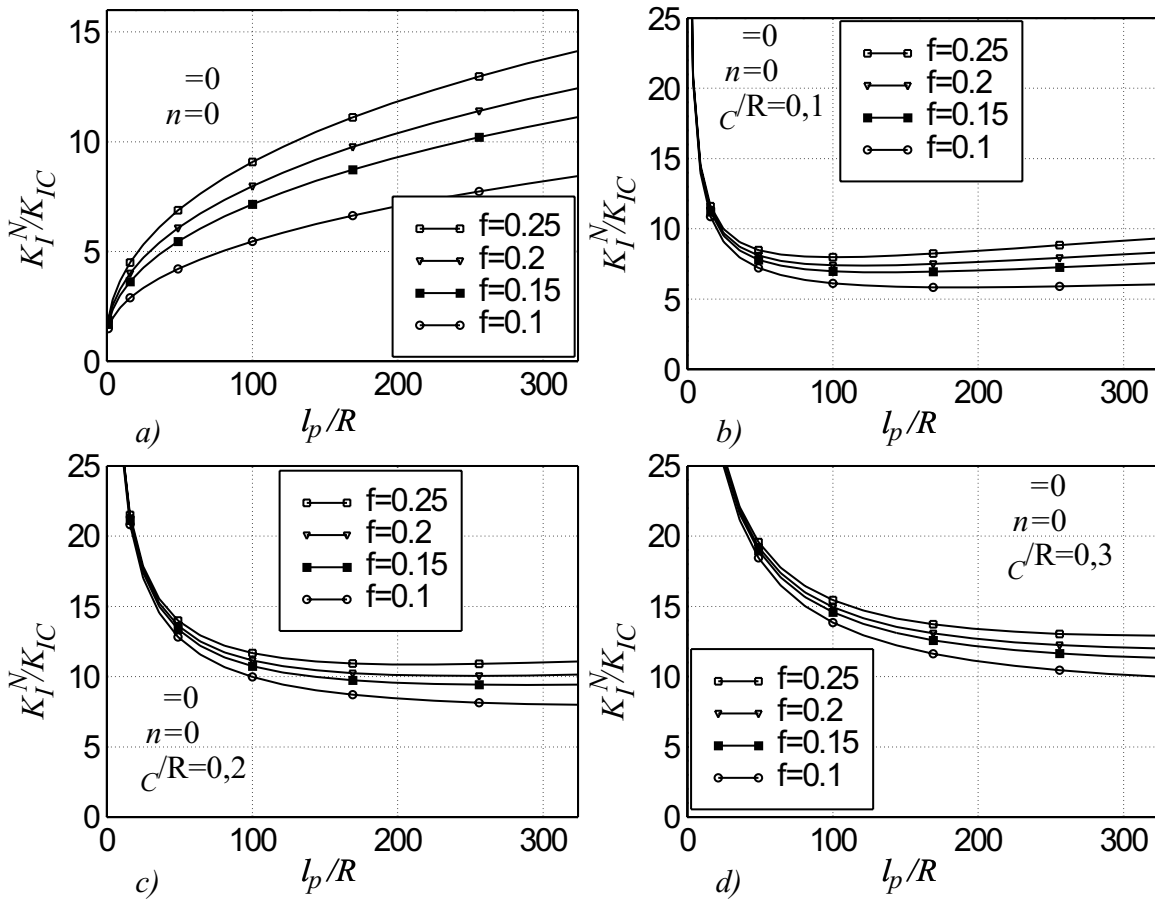 15
10
5
0
K_I^N/K_IC
=0
n=0
f=0.25
f=0.2
f=0.15
f=0.1
0 100 200 300
l_p/R
a)
25
20
15
10
5
0
K_I^N/K_IC
=0
n=0
C/R=0,1
f=0.25
f=0.2
f=0.15
f=0.1
0 100 200 300
l_p/R
b)
25
20
15
10
5
0
K_I^N/K_IC
f=0.25
f=0.2
f=0.15
f=0.1
=0
n=0
C/R=0,2
0 100 200 300
l_p/R
c)
25
20
15
10
5
0
K_I^N/K_IC
=0
n=0
C/R=0,3
f=0.25
f=0.2
f=0.15
f=0.1
0 100 200 300
l_p/R
d)